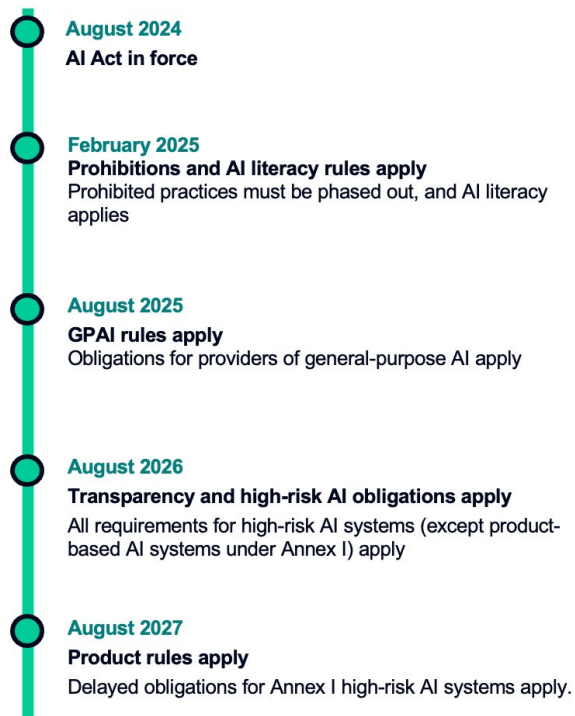 August 2024
AI Act in force
February 2025
Prohibitions and AI literacy rules apply
Prohibited practices must be phased out, and AI literacy
applies
August 2025
GPAI rules apply
Obligations for providers of general-purpose AI apply
August 2026
Transparency and high-risk AI obligations apply
All requirements for high-risk AI systems (except product-
based AI systems under Annex I) apply
August 2027
Product rules apply
Delayed obligations for Annex I high-risk AI systems apply.